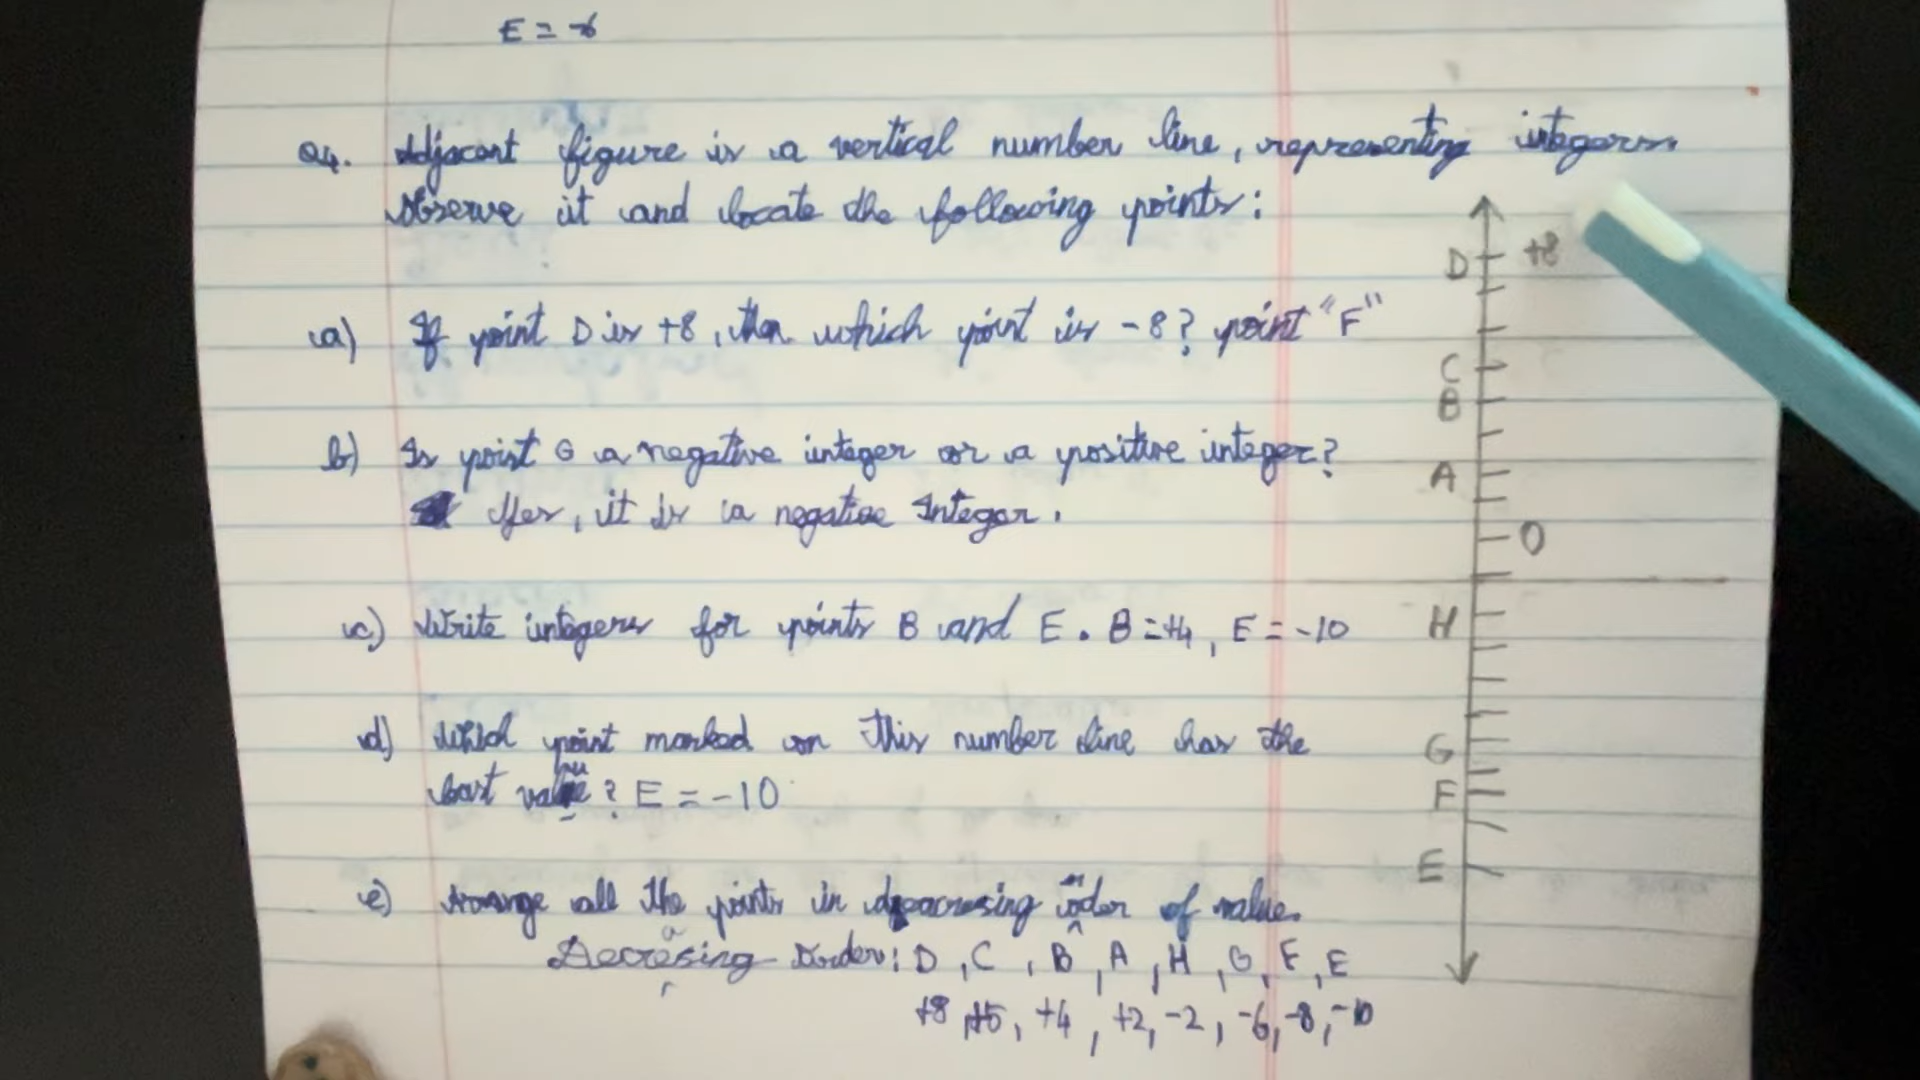 E = -6
Q4. Adjacant figure is a vertical number line, representing integers.
Observe it and locate the following points:
a) If point D is +8, then which point is -8? point "F"
b) Is point G a negative integer or a positive integer?
Yes, it is a negative Integer.
c) Write integers for points B and E. B = +4, E = -10
d) Which point marked on this number line has the
least value? E = -10
e) Arrange all the points in decreasing order of value.
Decreasing Order: D, C, B, A, H, G, F, E
+8, +5, +4, +2, -2, -6, -8, -10
D +8
C
B
A
O
H
G
F
E